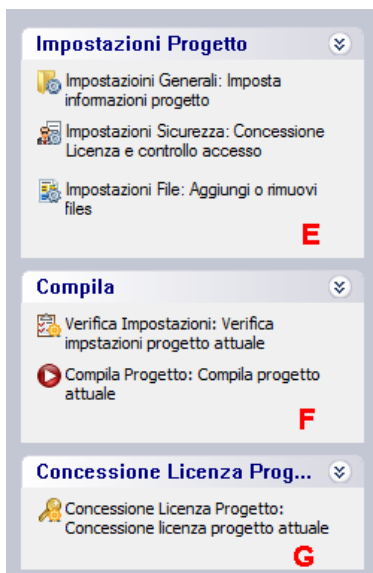 Impostazioni Progetto
Impostazioini Generali: Imposta
informazioni progetto
Impostazioni Sicurezza: Concessione
Licenza e controllo accesso
Impostazioni File: Aggiungi o rimuovi
files
E
Compila
Verifica Impostazioni: Verifica
impstazioni progetto attuale
Compila Progetto: Compila progetto
attuale
F
Concessione Licenza Prog...
Concessione Licenza Progetto:
Concessione licenza progetto attuale
G